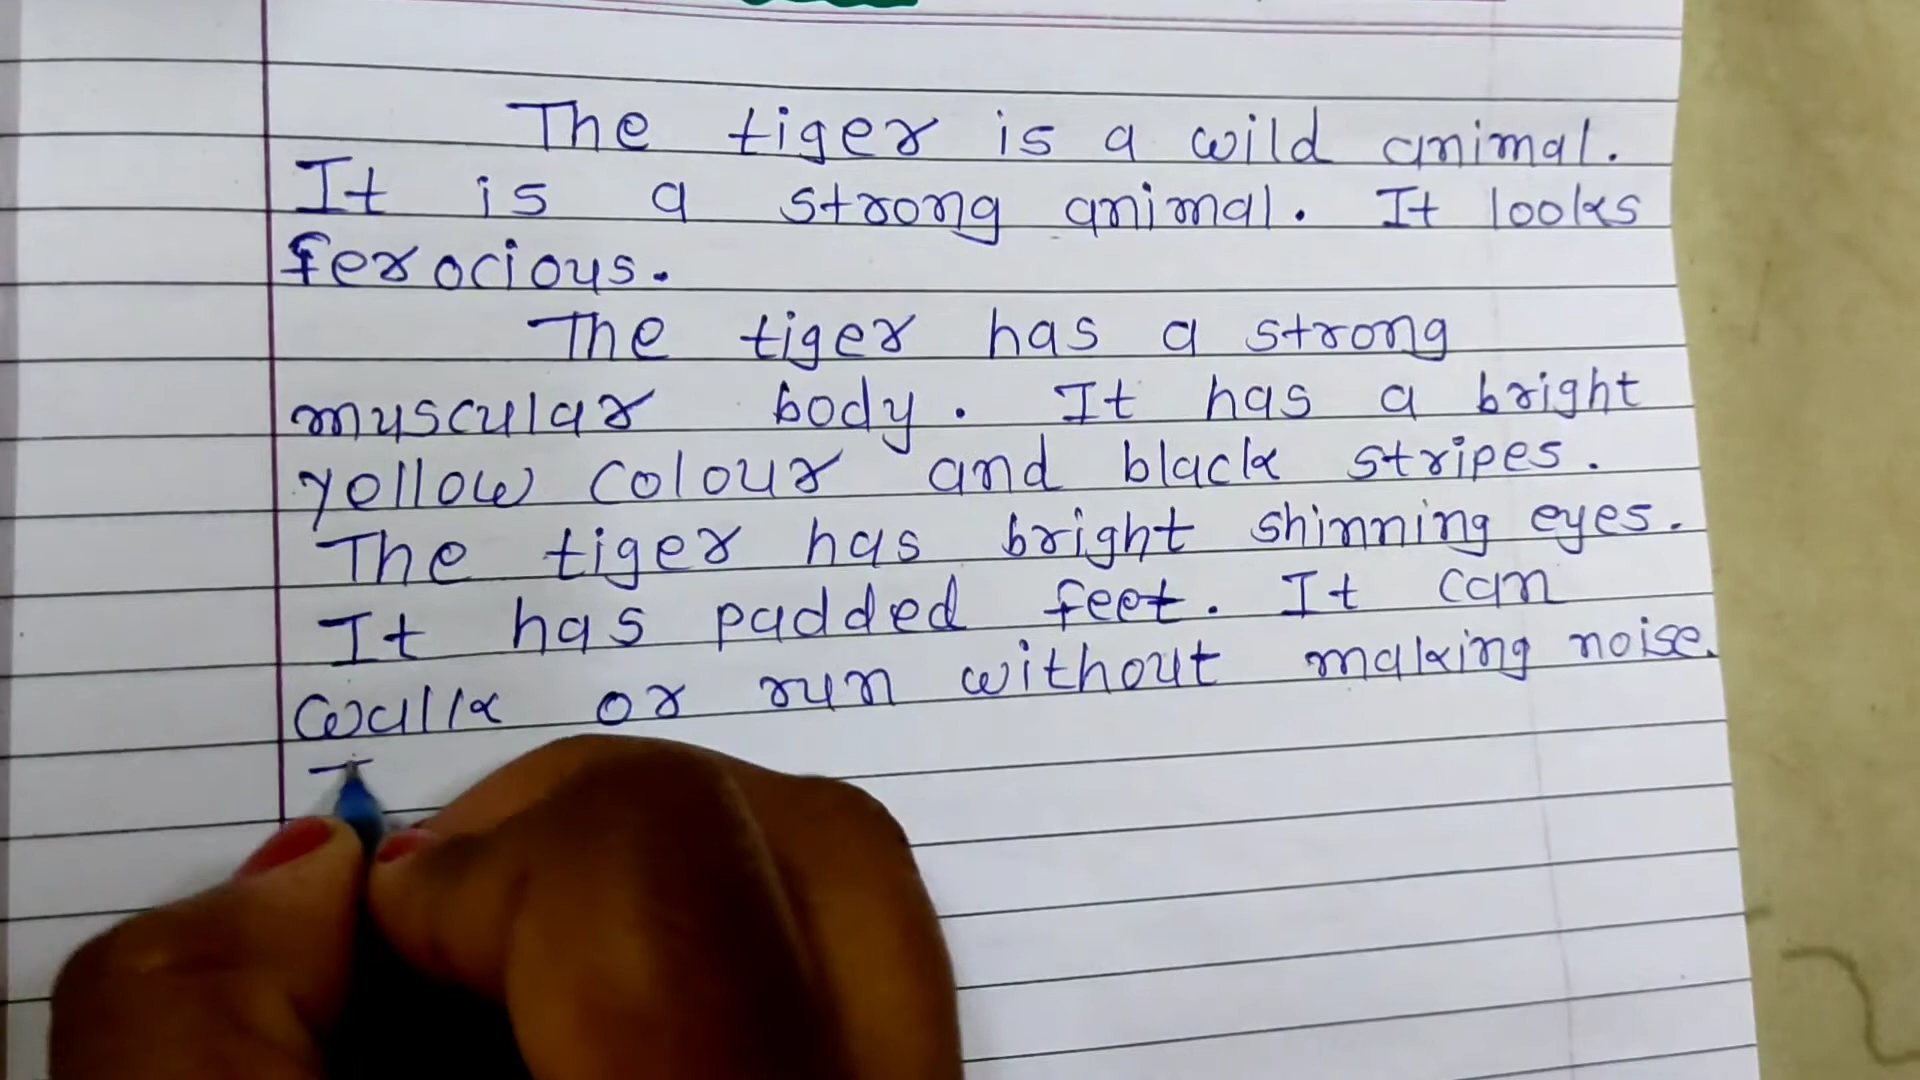 The tiger is a wild animal.
It is a strong animal. It looks
ferocious.
The tiger has a strong
muscular body. It has a bright
yellow colour and black stripes.
The tiger has bright shinning eyes.
It has padded feet. It can
walk or run without making noise.